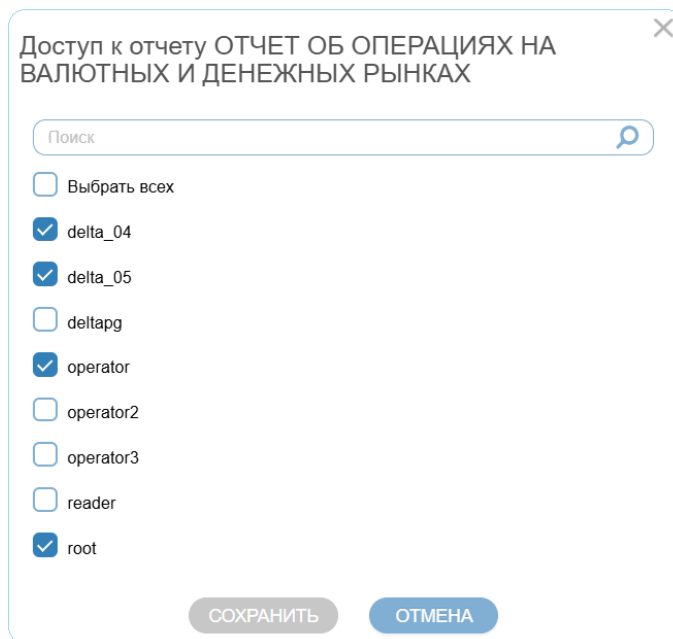 Доступ к отчету ОТЧЕТ ОБ ОПЕРАЦИЯХ НА
ВАЛЮТНЫХ И ДЕНЕЖНЫХ РЫНКАХ
Поиск
Выбрать всех
delta_04
delta_05
deltapg
operator
operator2
operator3
reader
root
СОХРАНИТЬ
ОТМЕНА